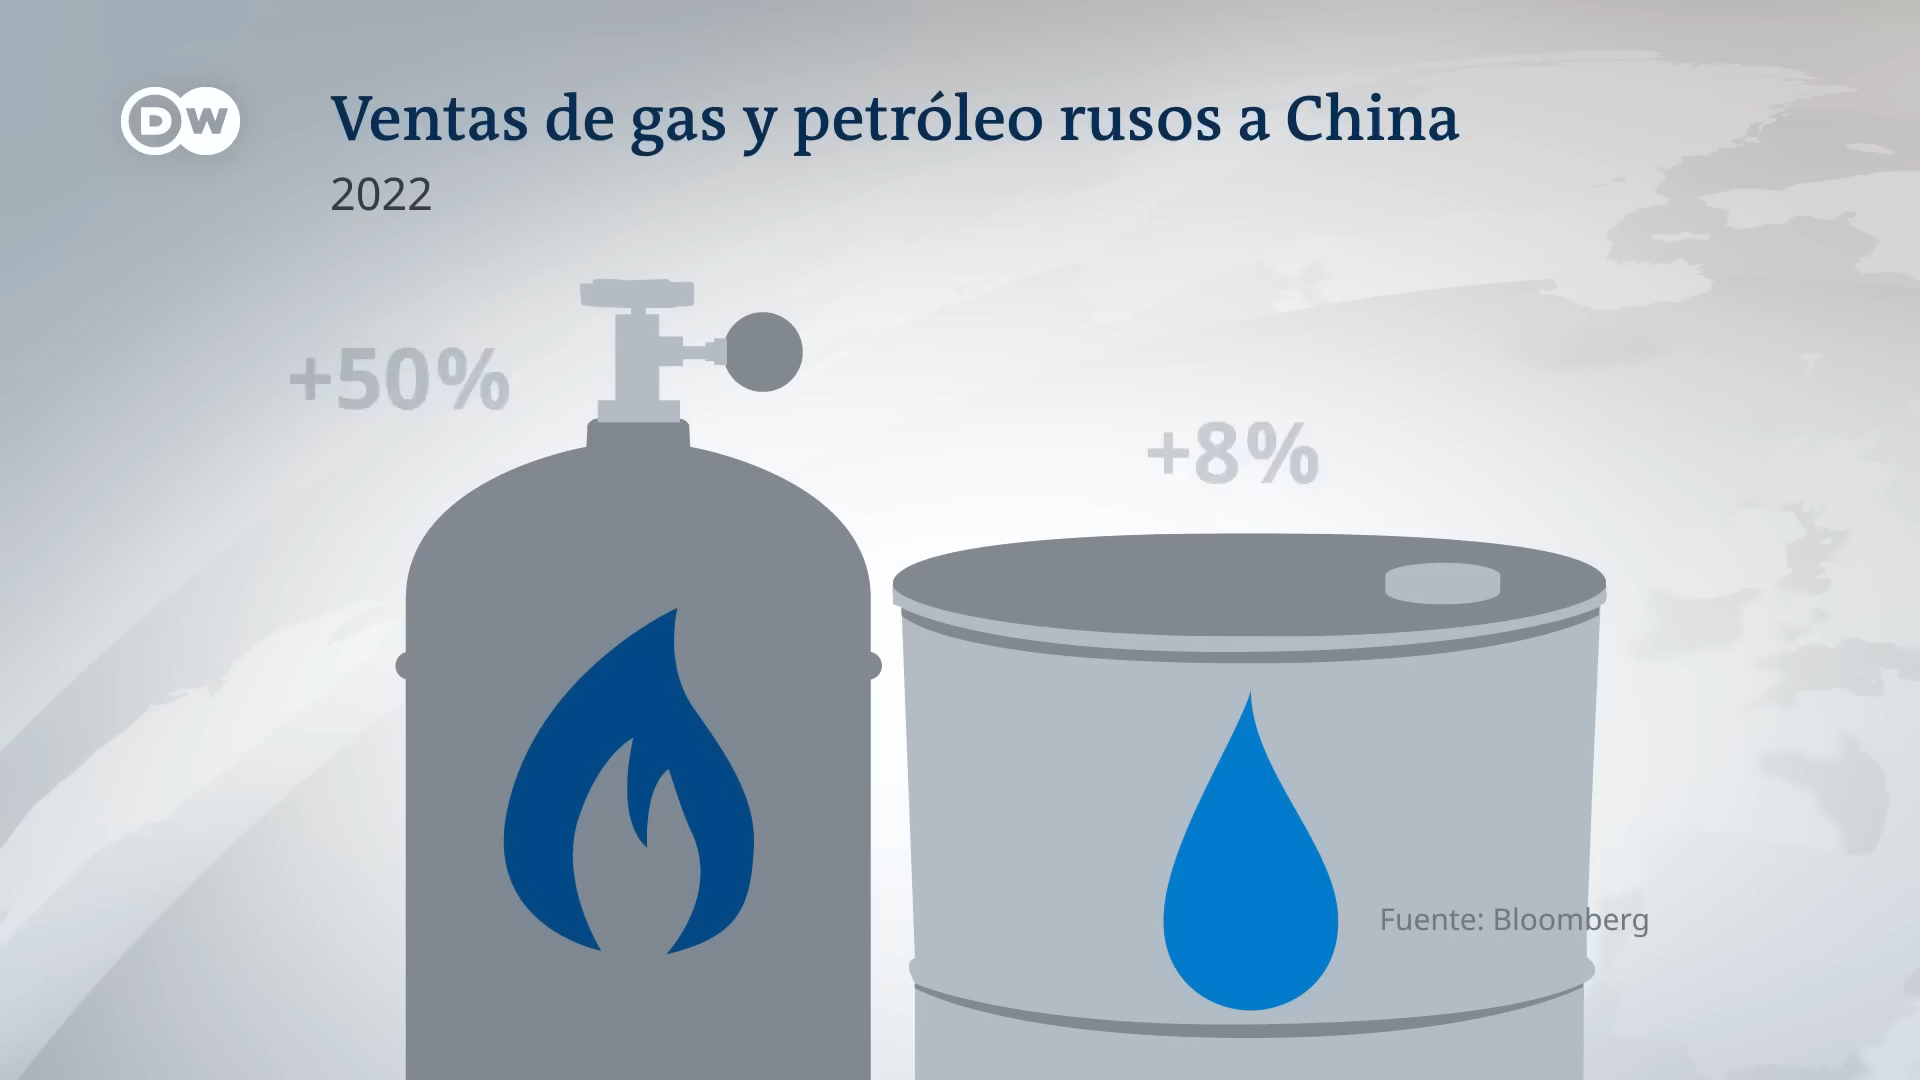 DW
Ventas de gas y petróleo rusos a China
2022
+50%
+8%
Fuente: Bloomberg